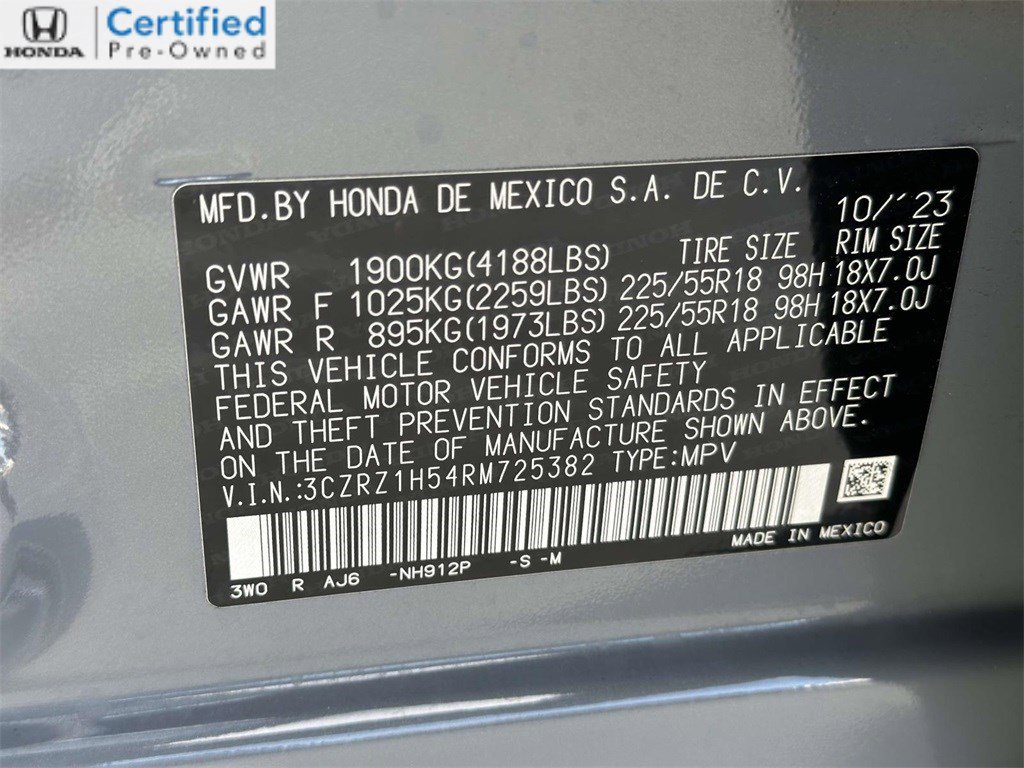 HONDA
Certified
Pre-Owned
MFD.BY HONDA DE MEXICO S.A. DE C.V. 10/'23
TIRE SIZE RIM SIZE
GVWR 1900KG(4188LBS)
GAWR F 1025KG(2259LBS) 225/55R18 98H 18X7.0J
GAWR R 895KG(1973LBS) 225/55R18 98H 18X7.0J
THIS VEHICLE CONFORMS TO ALL APPLICABLE
FEDERAL MOTOR VEHICLE SAFETY
AND THEFT PREVENTION STANDARDS IN EFFECT
ON THE DATE OF MANUFACTURE SHOWN ABOVE.
V.I.N.:3CZRZ1H54RM725382 TYPE:MPV
MADE IN MEXICO
3W0 R AJ6 -NH912P -S -M